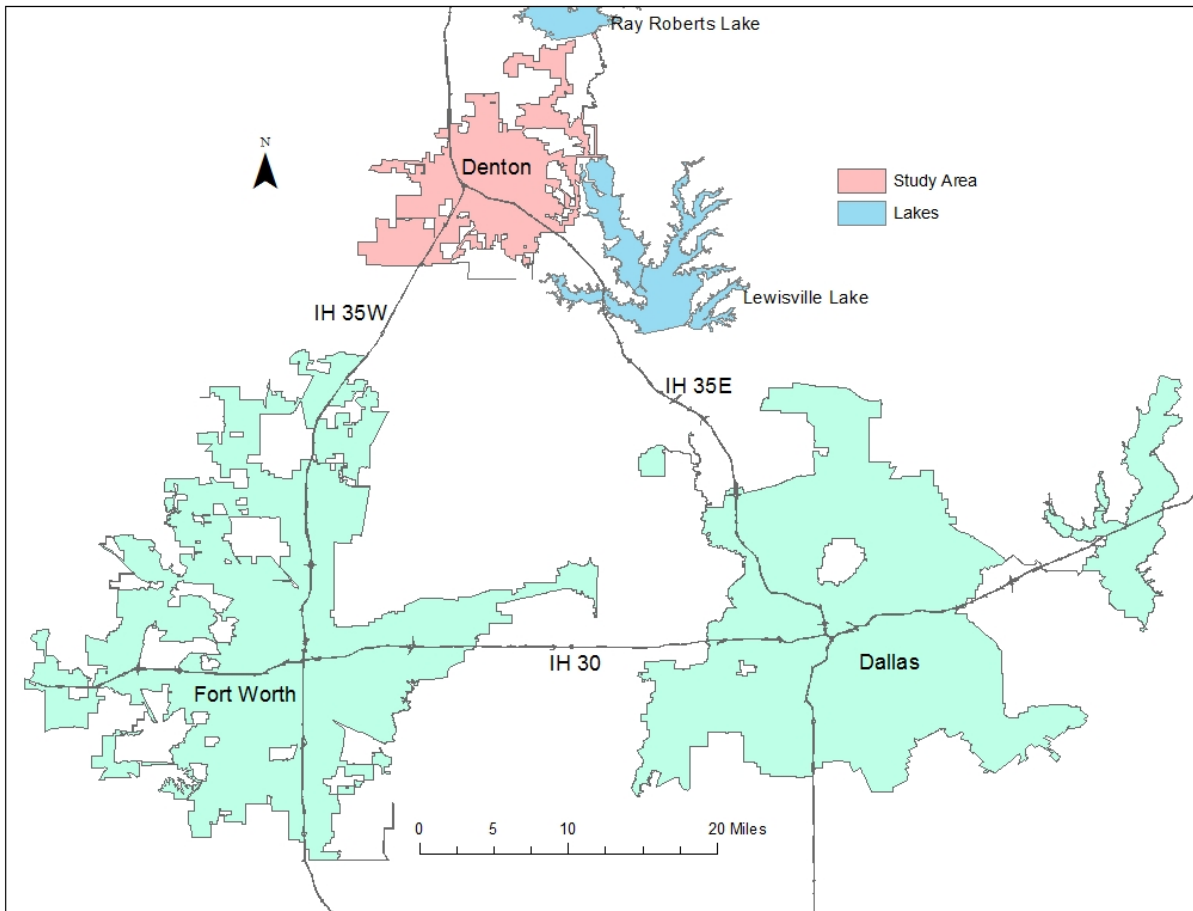 Ray Roberts Lake
N
Denton
Study Area
Lakes
Lewisville Lake
IH 35W
IH 35E
IH 30
Dallas
Fort Worth
0 5 10 20 Miles